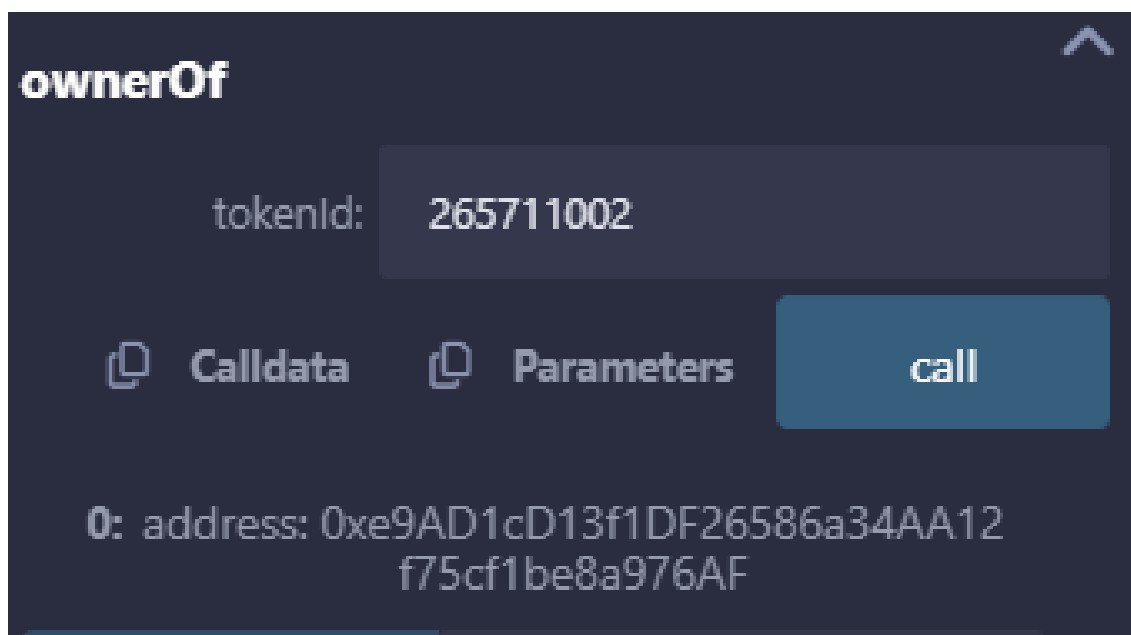 ownerOf
tokenId: 265711002
Calldata Parameters call
0: address: 0xe9AD1cD13f1DF26586a34AA12
f75cf1be8a976AF